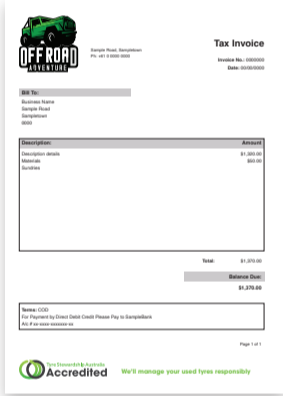 OFF ROAD
ADVENTURE
Sample Road, Sampletown
Ph: +61 0 0000 0000
Tax Invoice
Invoice No.: 0000000
Date: 00/00/0000
Bill To:
Business Name
Sample Road
Sampletown
0000
Description: Amount
Description details $1,300.00
Materials
Sundries
Total: $1,370.00
Balance Due:
$1,370.00
Terms: COD
For Payment by Direct Debit Credit Please Pay to SampleBank
Page 1 of 1
Tyre Stewardship Australia
Accredited
We'll manage your used tyres responsibly